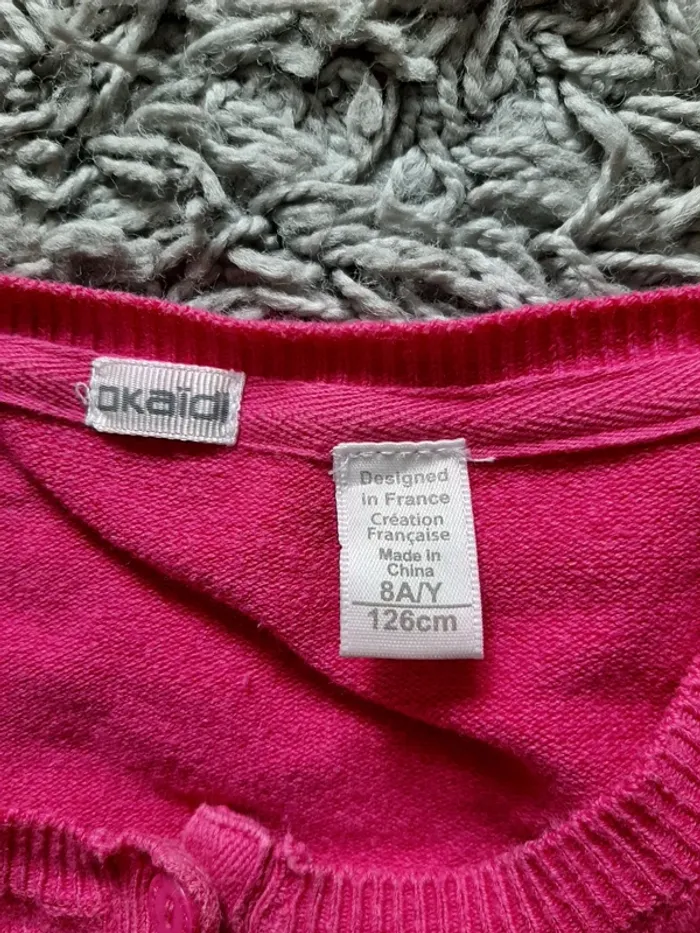 okaïdi
Designed
in France
Création
Française
Made in
China
8A/Y
126cm